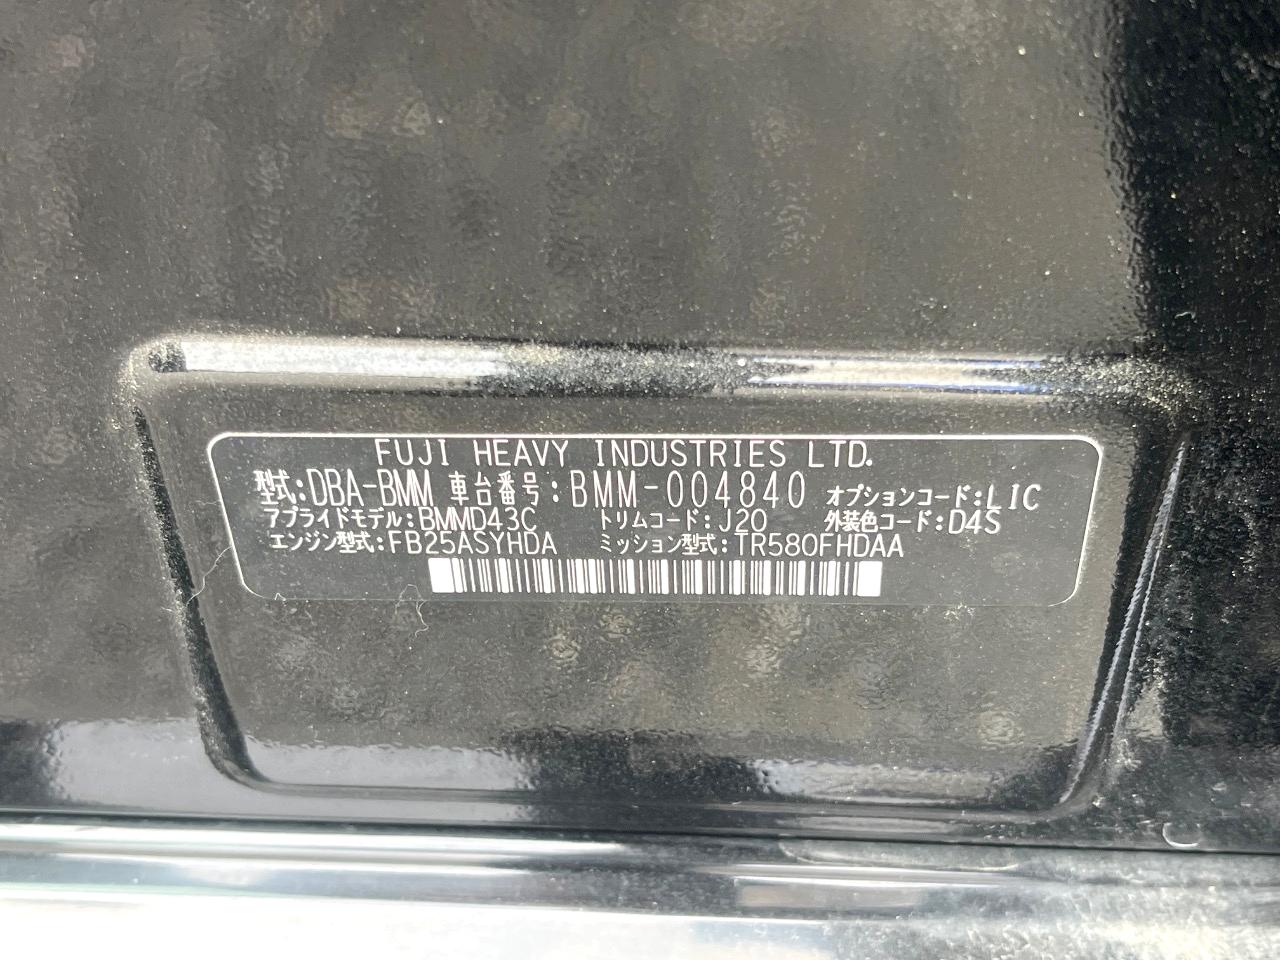 FUJI HEAVY INDUSTRIES LTD.
型式:DBA-BMM 車台番号:BMM-004840 オプションコード:LIC
アプライドモデル:BMMD43C トリムコード:J20 外装色コード:D4S
エンジン型式:FB25ASYHDA ミッション型式:TR580FHDAA